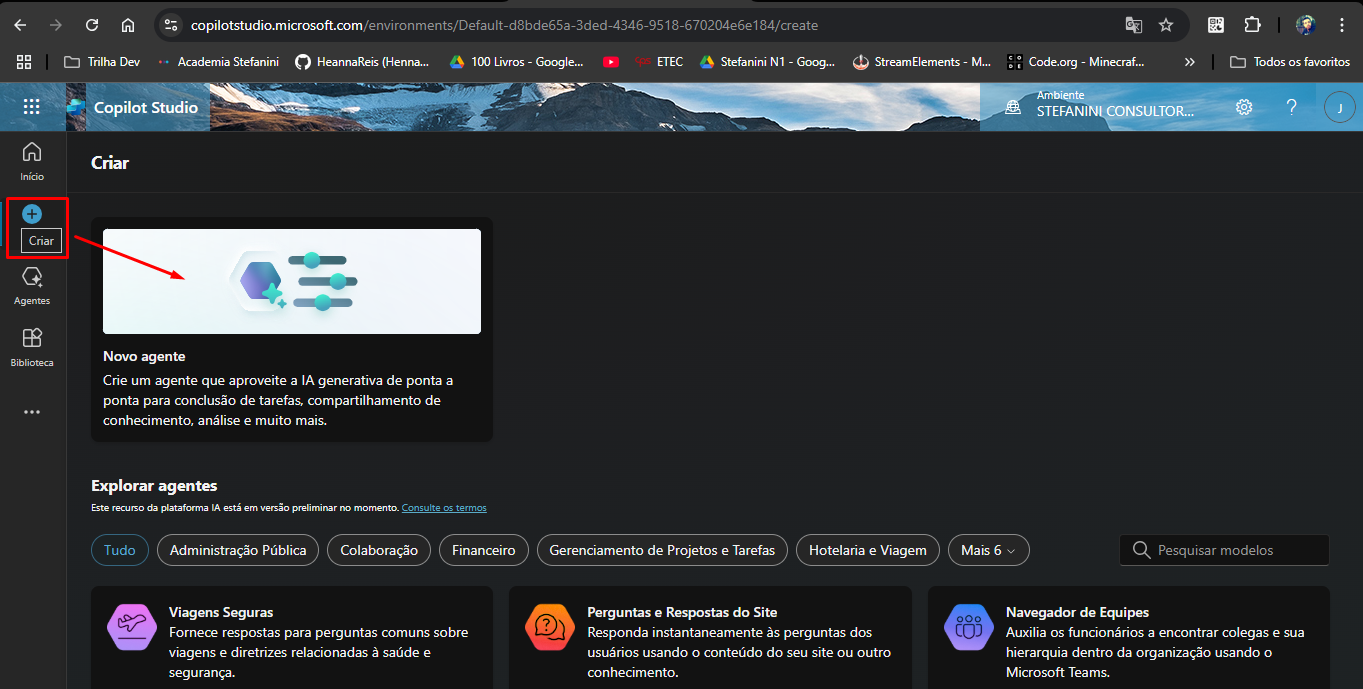 copilotstudio.microsoft.com/environments/Default-d8bde65a-3ded-4346-9518-670204e6e184/create
Trilha Dev
Academia Stefanini
HeannaReis (Henna...
100 Livros - Google...
ETEC
Stefanini N1 - Goog...
StreamElements - M...
CODE
Code.org - Minecraf...
»
Todos os favoritos
Copilot Studio
Ambiente
STEFANINI CONSULTOR...
?
J
Início
Criar
Agentes
Biblioteca
Criar
Novo agente
Crie um agente que aproveite a IA generativa de ponta a
ponta para conclusão de tarefas, compartilhamento de
conhecimento, análise e muito mais.
Explorar agentes
Este recurso da plataforma IA está em versão preliminar no momento. Consulte os termos
Tudo
Administração Pública
Colaboração
Financeiro
Gerenciamento de Projetos e Tarefas
Hotelaria e Viagem
Mais 6
Pesquisar modelos
Viagens Seguras
Fornece respostas para perguntas comuns sobre
viagens e diretrizes relacionadas à saúde e
segurança.
Perguntas e Respostas do Site
Responda instantaneamente às perguntas dos
usuários usando o conteúdo do seu site ou outro
conhecimento.
Navegador de Equipes
Auxilia os funcionários a encontrar colegas e sua
hierarquia dentro da organização usando o
Microsoft Teams.